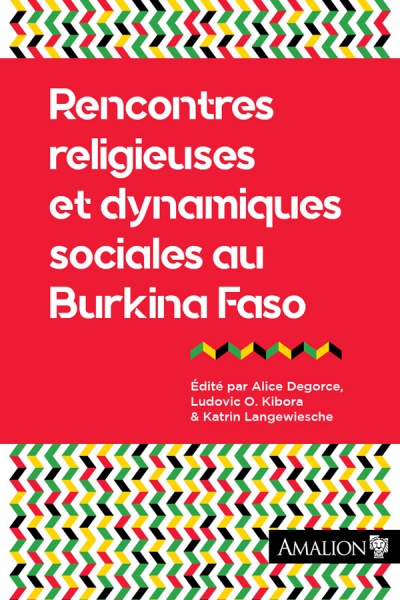 Rencontres
religieuses
et dynamiques
sociales au
Burkina Faso
Édité par Alice Degorce,
Ludovic O. Kibora
& Katrin Langewiesche
AMALION